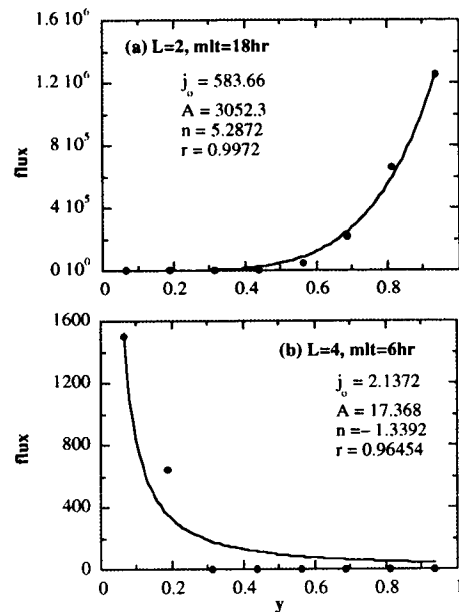 (a) L=2, mlt=18hr
j_o = 583.66
A = 3052.3
n = 5.2872
r = 0.9972
flux
1.6 10^6
1.2 10^6
8 10^5
4 10^5
0 10^0
0 0.2 0.4 0.6 0.8 1
(b) L=4, mlt=6hr
j_o = 2.1372
A = 17.368
n =– 1.3392
r = 0.96454
flux
1600
1200
800
400
0
0 0.2 0.4 0.6 0.8 1
y